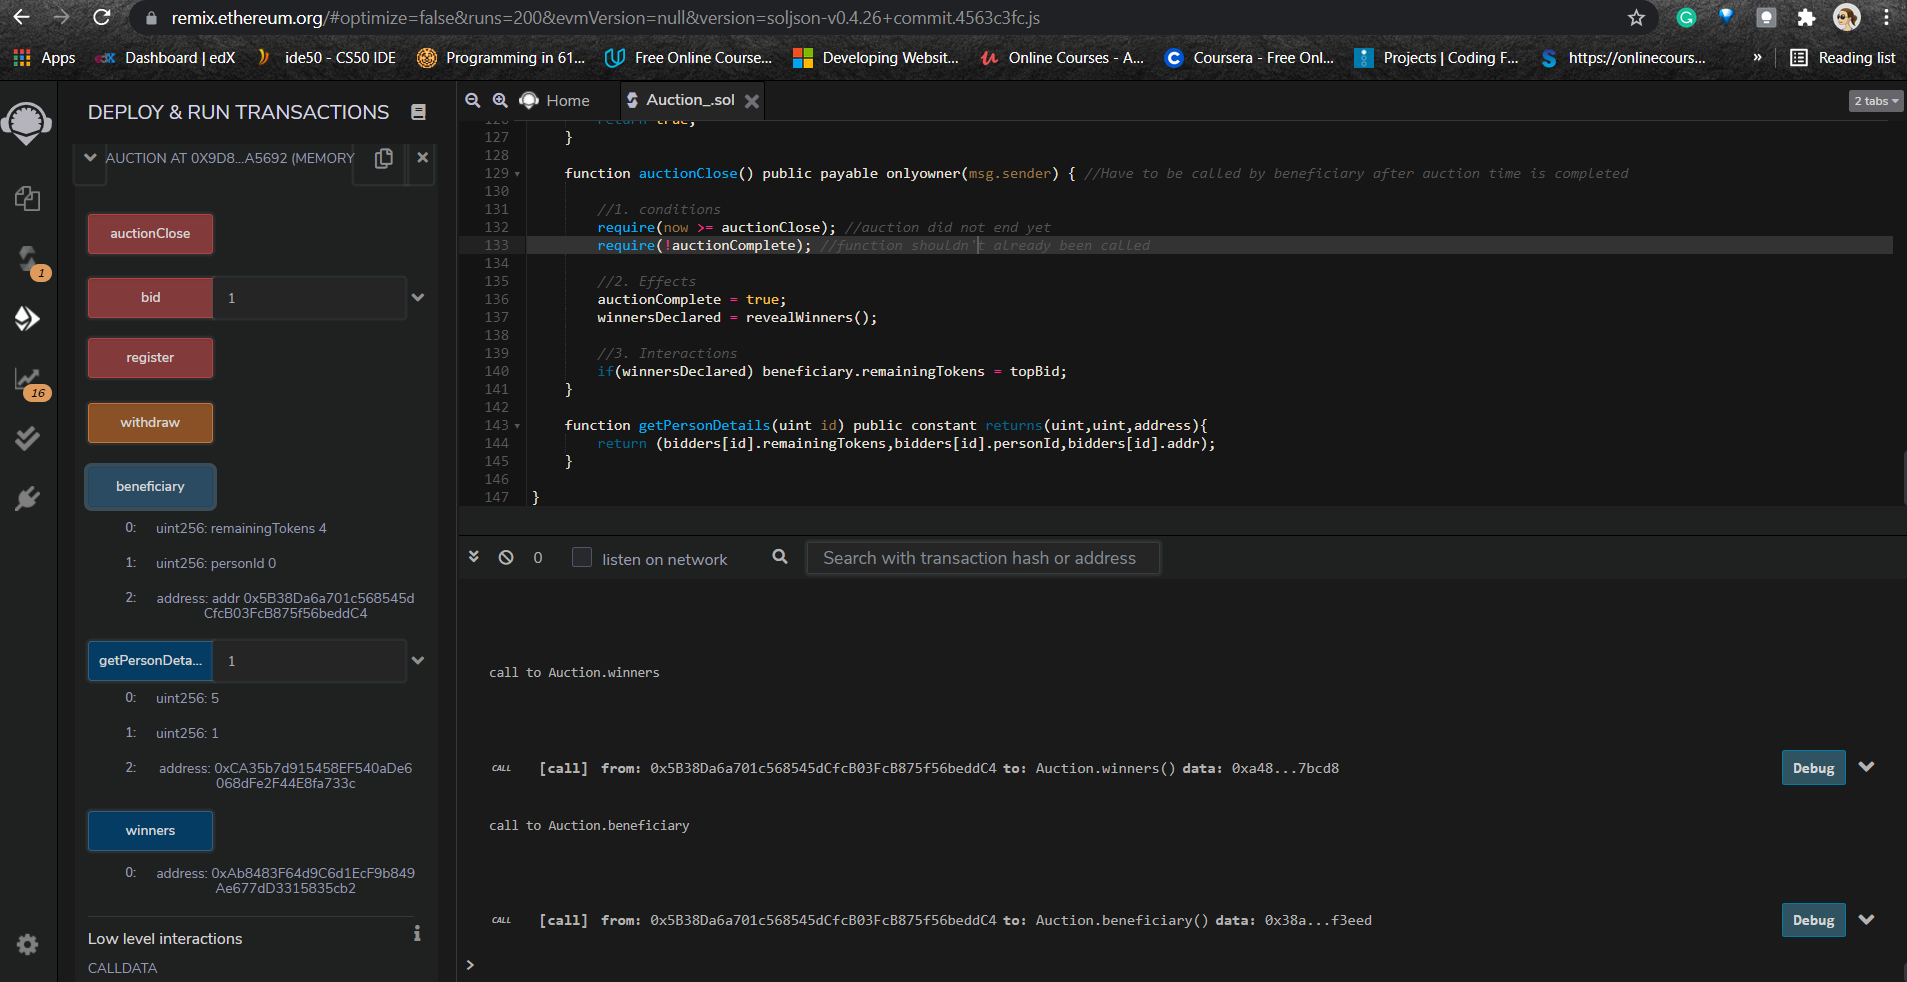 remix.ethereum.org/#optimize=false&runs=200&evmVersion=null&version=soljson-v0.4.26+commit.4563c3fc.js
Apps Dashboard | edX ide50 - CS50 IDE Programming in 61... Free Online Course... Developing Websit... Online Courses - A... Coursera - Free Onl... Projects | Coding F... https://onlinecours... » Reading list
DEPLOY & RUN TRANSACTIONS
AUCTION AT 0X9D8...A5692 (MEMORY
auctionClose
bid 1
register
withdraw
beneficiary
0: uint256: remainingTokens 4
1: uint256: personId 0
2: address: addr 0x5B38Da6a701c568545d
CfcB03FcB875f56beddC4
getPersonDeta... 1
0: uint256: 5
1: uint256: 1
2: address: 0xCA35b7d915458EF540aDe6
068dFe2F44E8fa733c
winners
0: address: 0xAb8483F64d9C6d1EcF9b849
Ae677dD3315835cb2
Low level interactions
CALLDATA
1
16
Home Auction_.sol 2 tabs
126 return true;
127 }
128
129 function auctionClose() public payable onlyowner(msg.sender) { //Have to be called by beneficiary after auction time is completed
130
131 //1. conditions
132 require(now >= auctionClose); //auction did not end yet
133 require(!auctionComplete); //function shouldn't already been called
134
135 //2. Effects
136 auctionComplete = true;
137 winnersDeclared = revealWinners();
138
139 //3. Interactions
140 if(winnersDeclared) beneficiary.remainingTokens = topBid;
141 }
142
143 function getPersonDetails(uint id) public constant returns(uint,uint,address){
144 return (bidders[id].remainingTokens,bidders[id].personId,bidders[id].addr);
145 }
146
147 }
0 listen on network Search with transaction hash or address
call to Auction.winners
CALL [call] from: 0x5B38Da6a701c568545dCfcB03FcB875f56beddC4 to: Auction.winners() data: 0xa48...7bcd8 Debug
call to Auction.beneficiary
CALL [call] from: 0x5B38Da6a701c568545dCfcB03FcB875f56beddC4 to: Auction.beneficiary() data: 0x38a...f3eed Debug
>